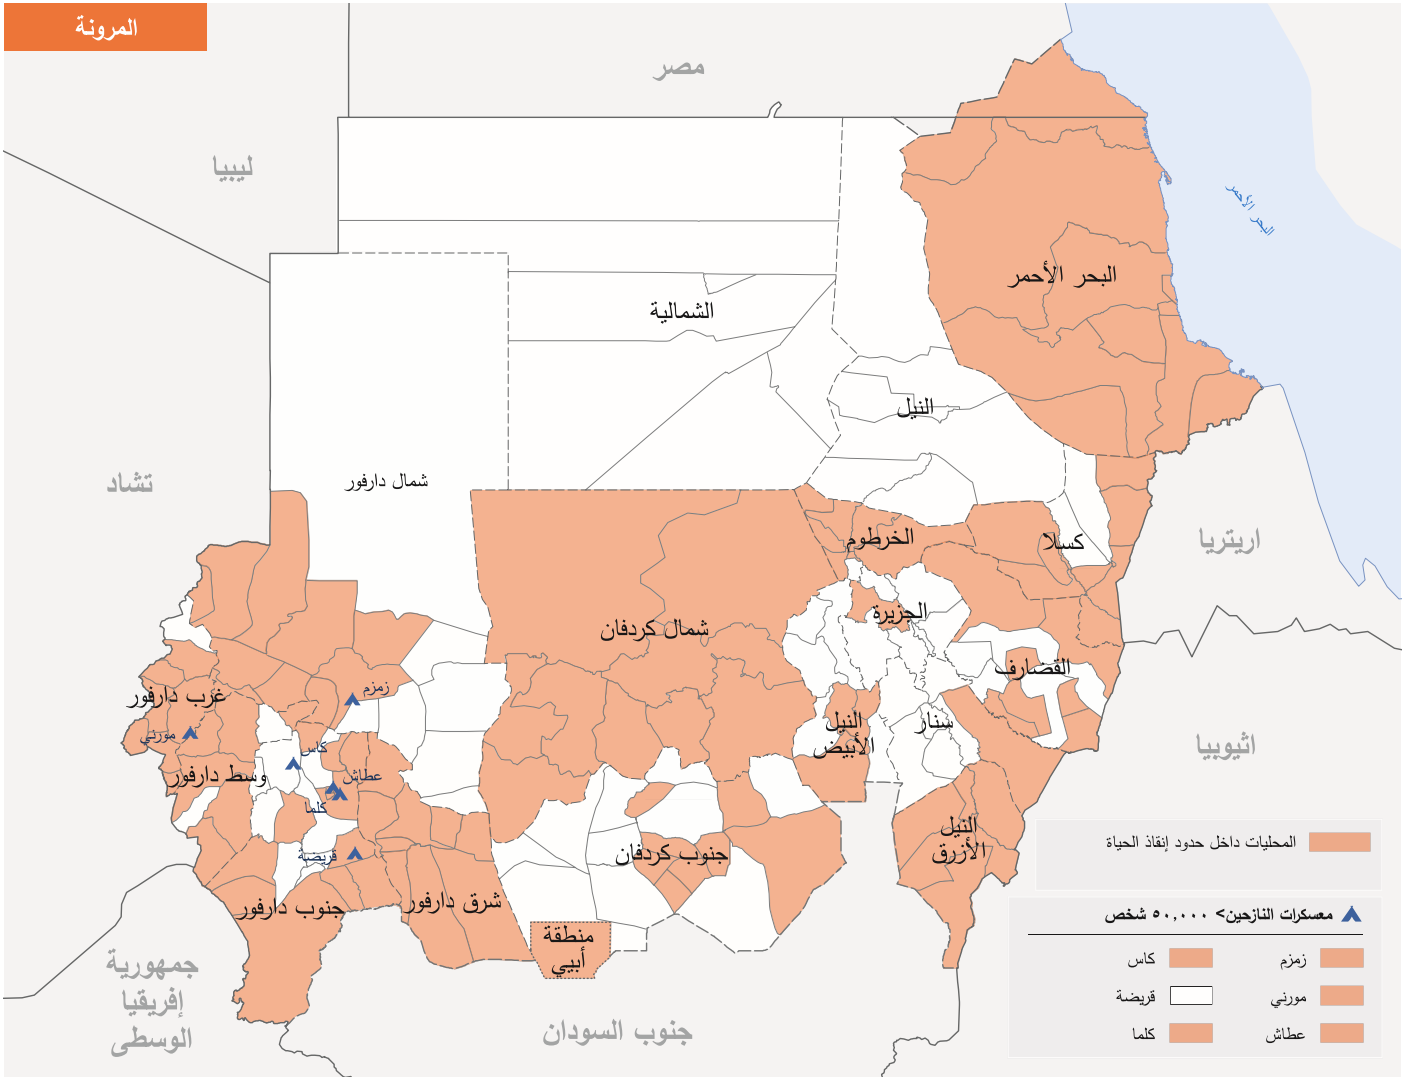 المرونة
مصر
ليبيا
البحر الأحمر
البحر الأحمر
الشمالية
النيل
تشاد
شمال دارفور
الخرطوم
كسلا
اريتريا
الجزيرة
شمال كردفان
القضارف
زمزم
غرب دارفور
مورني
النيل
الأبيض
سنار
اثيوبيا
كاس
وسط دارفور
عطاش
كلما
قريضة
جنوب كردفان
النيل
الأزرق
جنوب دارفور
شرق دارفور
منطقة
أبيي
جمهورية
إفريقيا
الوسطى
جنوب السودان
المحليات داخل حدود إنقاذ الحياة
معسكرات النازحين> ٥٠,٠٠٠ شخص
زمزم
كاس
مورني
قريضة
عطاش
كلما